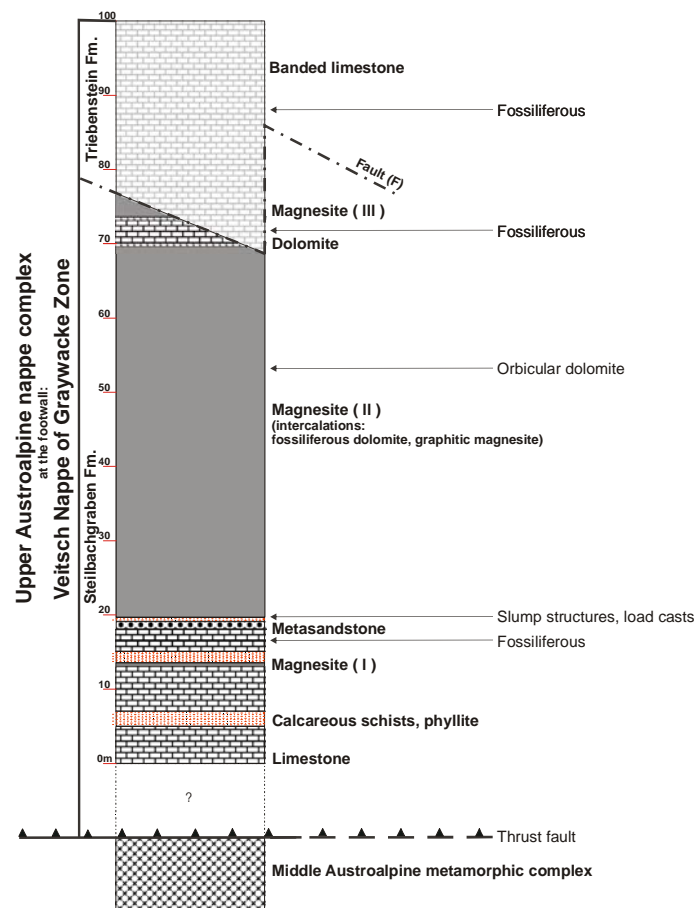 100
Banded limestone
Triebenstein Fm.
90
Fossiliferous
80
Fault (F)
Magnesite ( III )
Fossiliferous
70
Dolomite
Upper Austroalpine nappe complex
at the footwall:
Veitsch Nappe of Graywacke Zone
60
Orbicular dolomite
50
Magnesite ( II )
(intercalations:
fossiliferous dolomite, graphitic magnesite)
40
Steilbachgraben Fm.
30
20
Slump structures, load casts
Metasandstone
Fossiliferous
Magnesite ( I )
10
Calcareous schists, phyllite
0m
Limestone
?
Thrust fault
Middle Austroalpine metamorphic complex